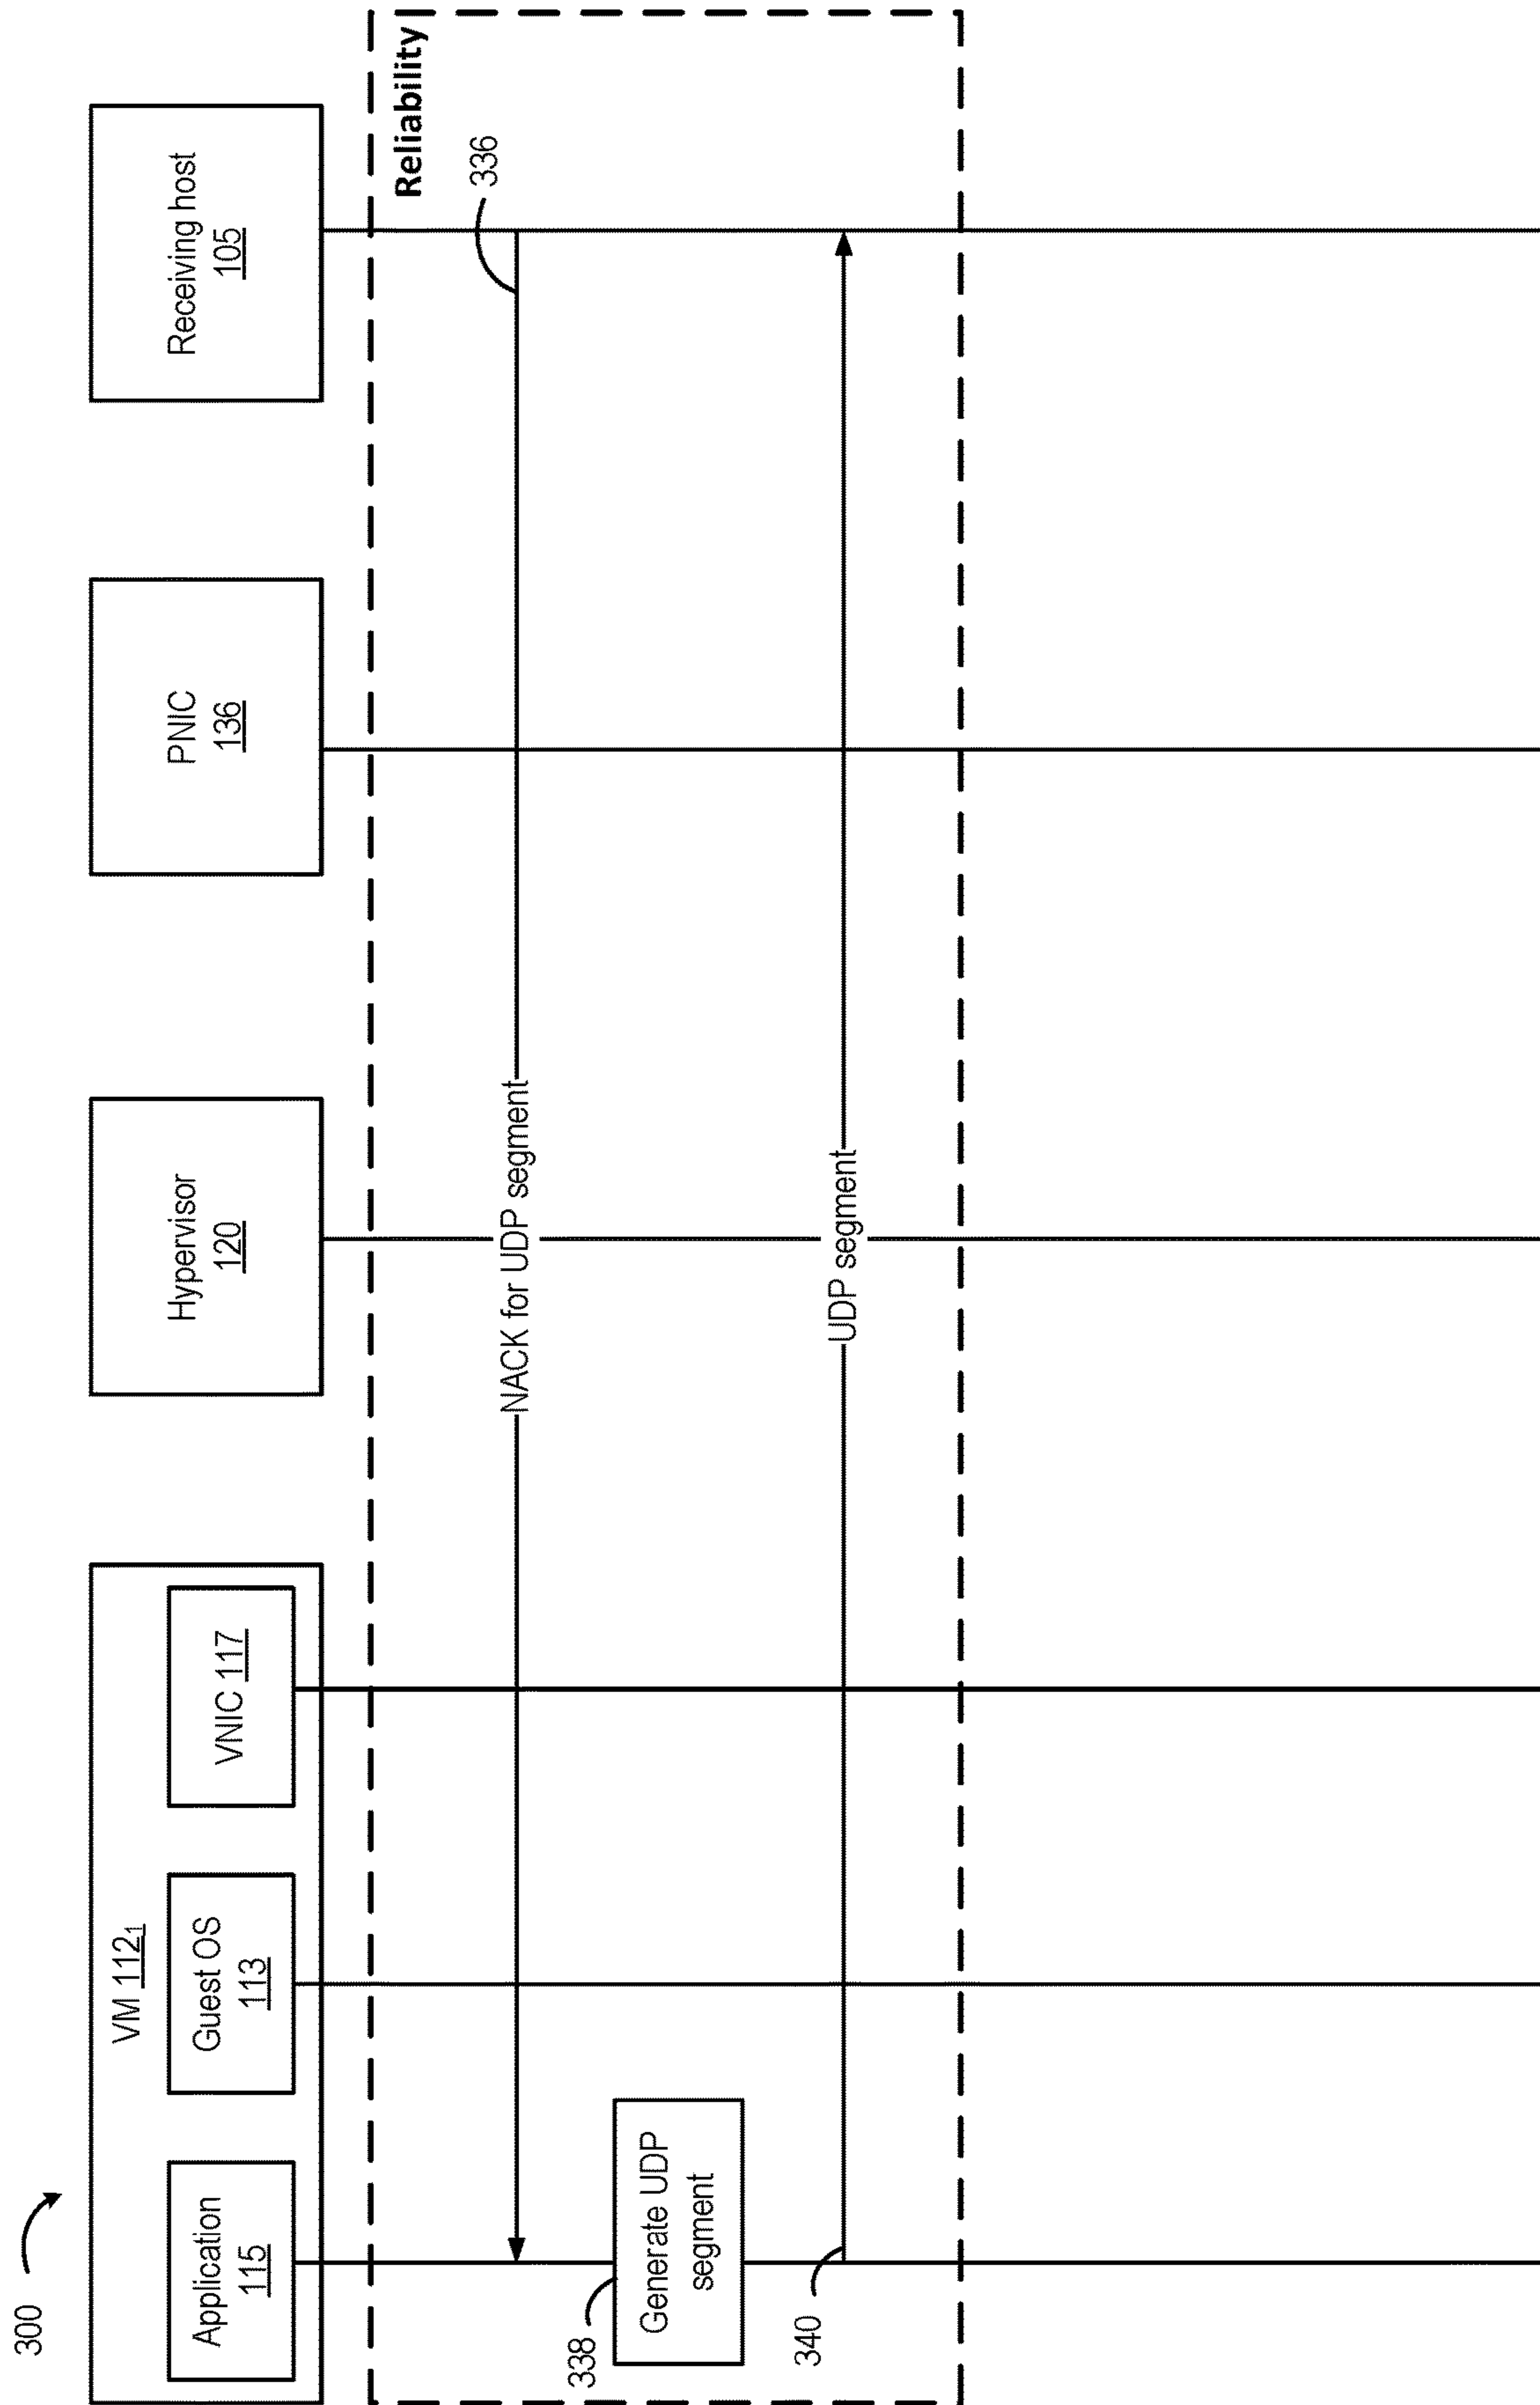 300
VM 112₁
Application
115
Guest OS
113
VNIC 117
Hypervisor
120
PNIC
136
Receiving host
105
Reliability
336
NACK for UDP segment
338
Generate UDP
segment
340
UDP segment